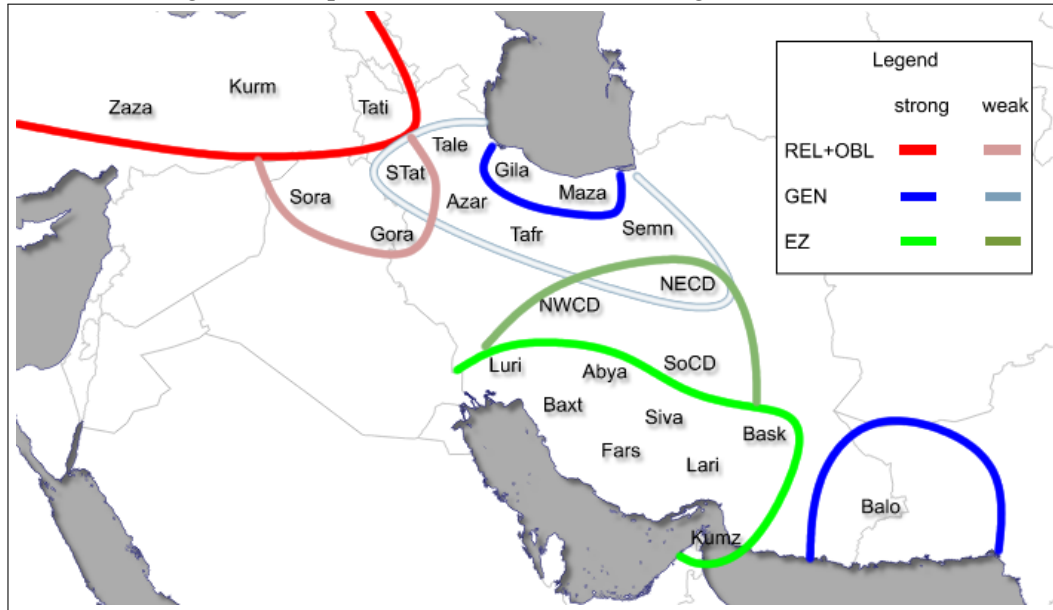 Legend
strong weak
REL+OBL
GEN
EZ
Zaza
Kurm
Tati
Tale
STat
Gila
Sora
Azar
Maza
Gora
Tafr
Semn
NECD
NWCD
Luri
Abya
SoCD
Baxt
Siva
Bask
Fars
Lari
Balo
Kumz